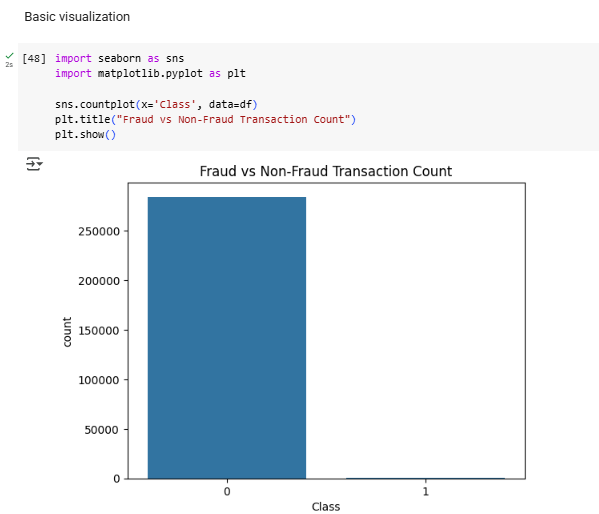 Basic visualization
2s
[48] import seaborn as sns
import matplotlib.pyplot as plt
sns.countplot(x='Class', data=df)
plt.title("Fraud vs Non-Fraud Transaction Count")
plt.show()
Fraud vs Non-Fraud Transaction Count
250000
200000
150000
100000
50000
0
count
0 1
Class